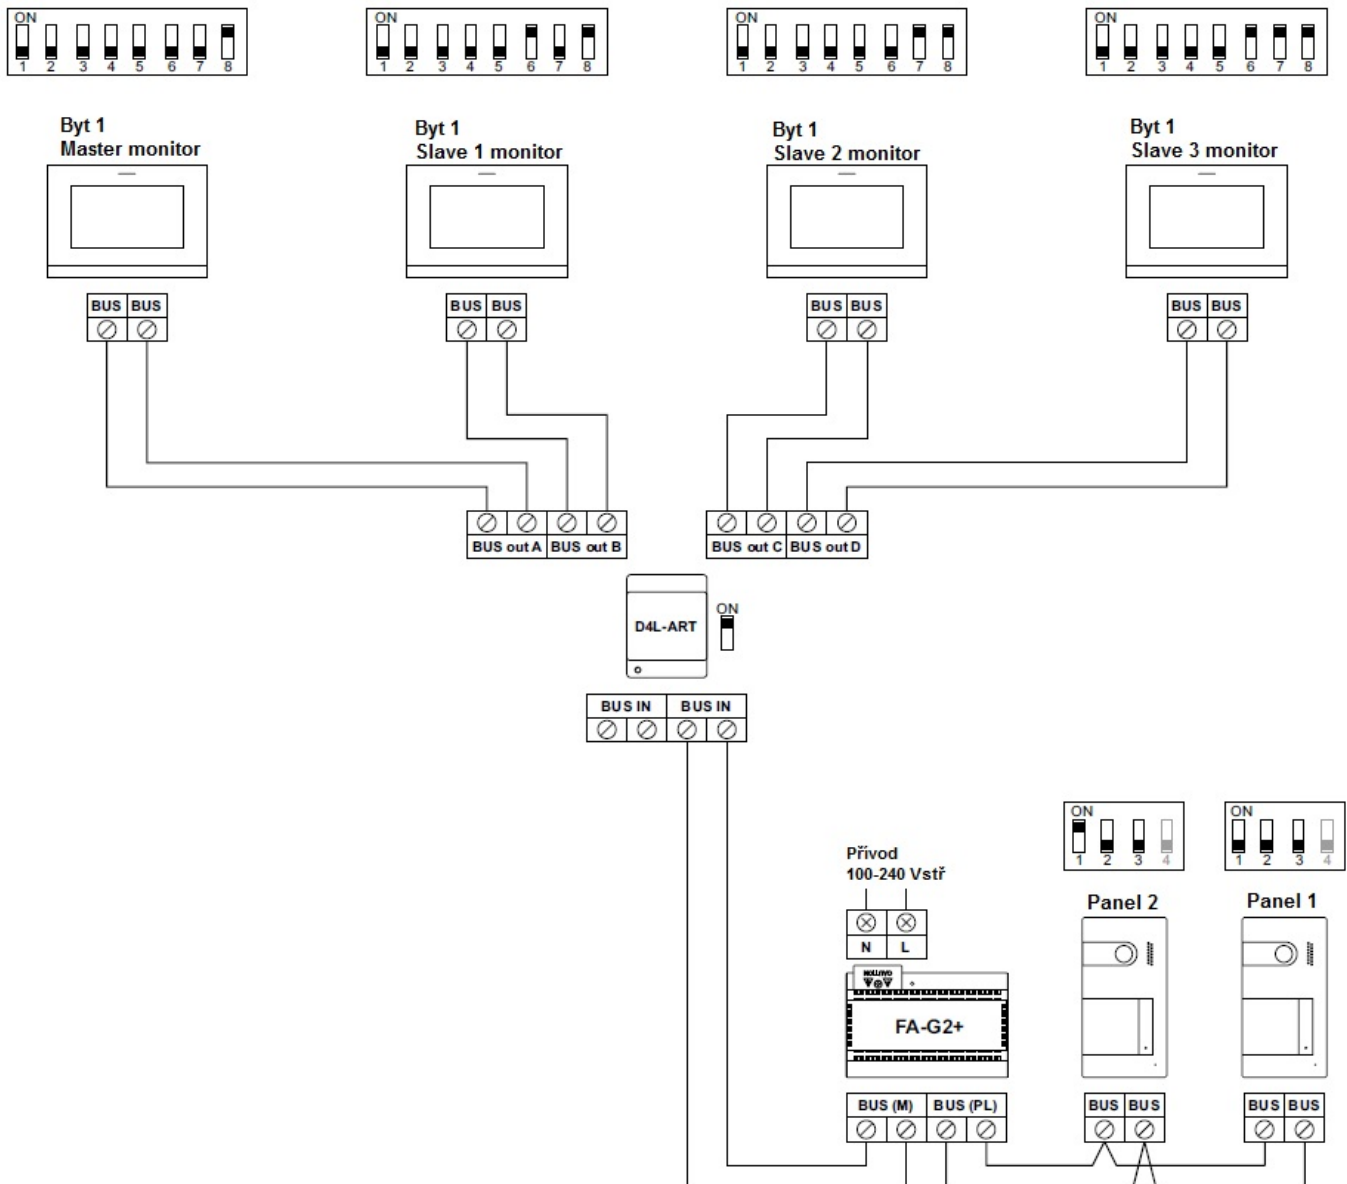 ON
1 2 3 4 5 6 7 8
ON
1 2 3 4 5 6 7 8
ON
1 2 3 4 5 6 7 8
ON
1 2 3 4 5 6 7 8
Byt 1
Master monitor
Byt 1
Slave 1 monitor
Byt 1
Slave 2 monitor
Byt 1
Slave 3 monitor
BUS BUS
BUS BUS
BUS BUS
BUS BUS
BUS out A BUS out B
BUS out C BUS out D
D4L-ART
ON
BUS IN BUS IN
ON
1 2 3 4
ON
1 2 3 4
Přívod
100-240 Vstř
N L
Panel 2
Panel 1
CAUTION
FA-G2+
BUS (M) BUS (PL)
BUS BUS
BUS BUS